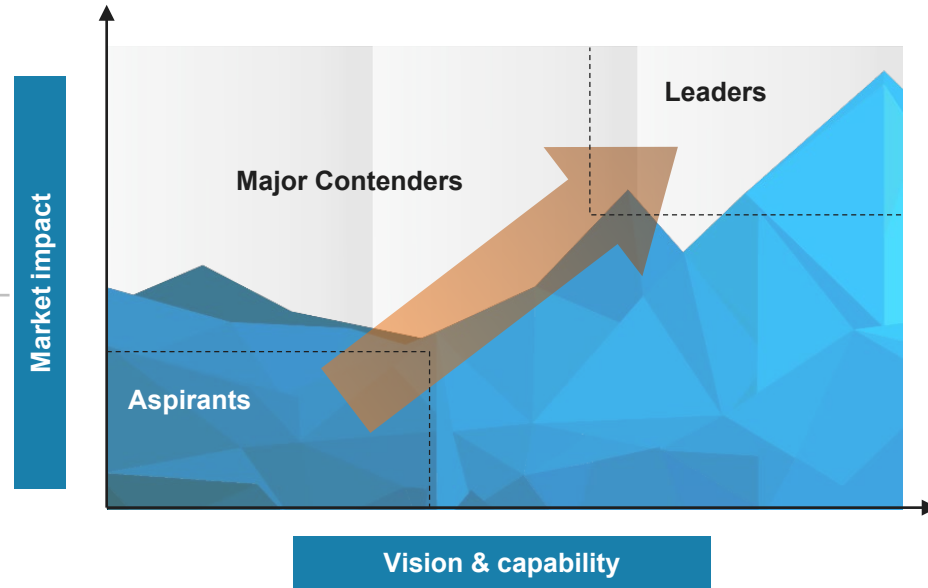 Leaders
Major Contenders
Market impact
Aspirants
Vision & capability